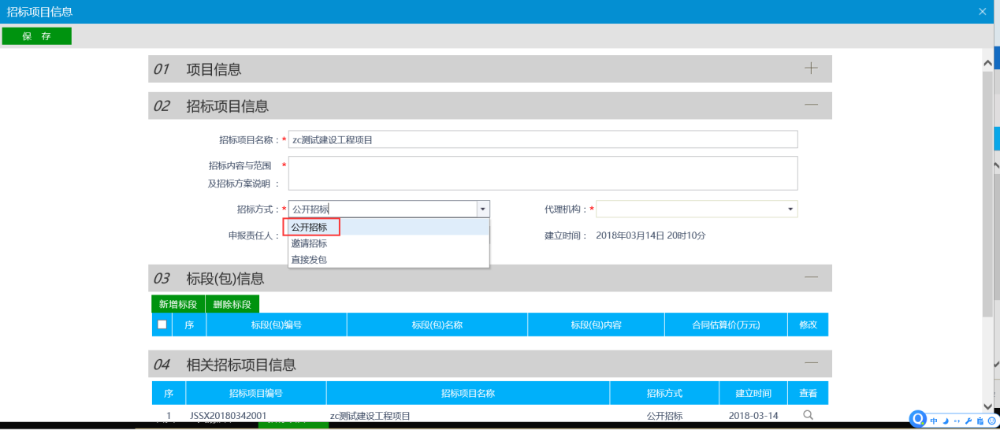 招标项目信息
保 存
01 项目信息
02 招标项目信息
招标项目名称：* zc测试建设工程项目
招标内容与范围 *
及招标方案说明 ：
招标方式：* 公开招标 代理机构：*
公开招标
申报责任人： 建立时间： 2018年03月14日 20时10分
邀请招标
直接发包
03 标段(包)信息
新增标段 删除标段
序 标段(包)编号 标段(包)名称 标段(包)内容 合同估算价(万元) 修改
04 相关招标项目信息
序 招标项目编号 招标项目名称 招标方式 建立时间 查看
1 JSSX20180342001 zc测试建设工程项目 公开招标 2018-03-14
中